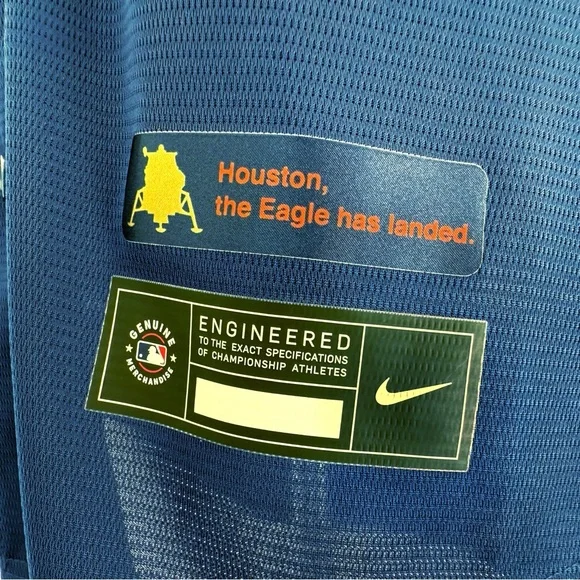 Houston,
the Eagle has landed.
GENUINE
MERCHANDISE
ENGINEERED
TO THE EXACT SPECIFICATIONS
OF CHAMPIONSHIP ATHLETES